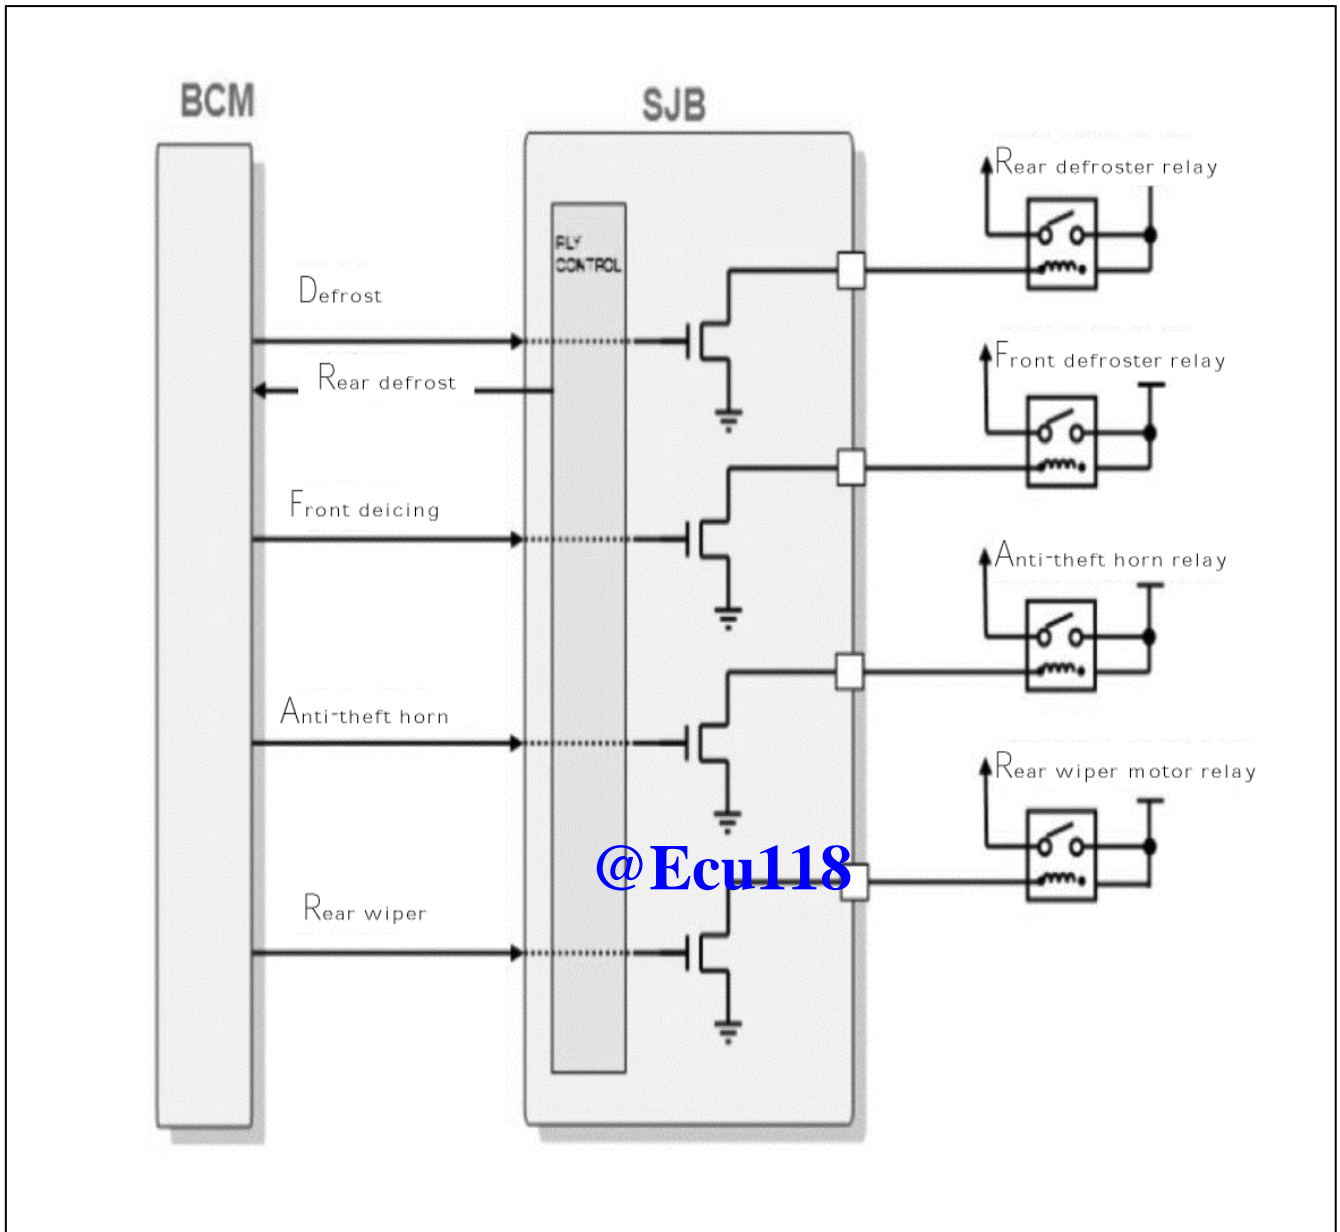 BCM
SJB
Rear defroster relay
RLY
CONTROL
Defrost
Rear defrost
Front defroster relay
Front deicing
Anti-theft horn relay
Anti-theft horn
Rear wiper motor relay
@Ecu118
Rear wiper